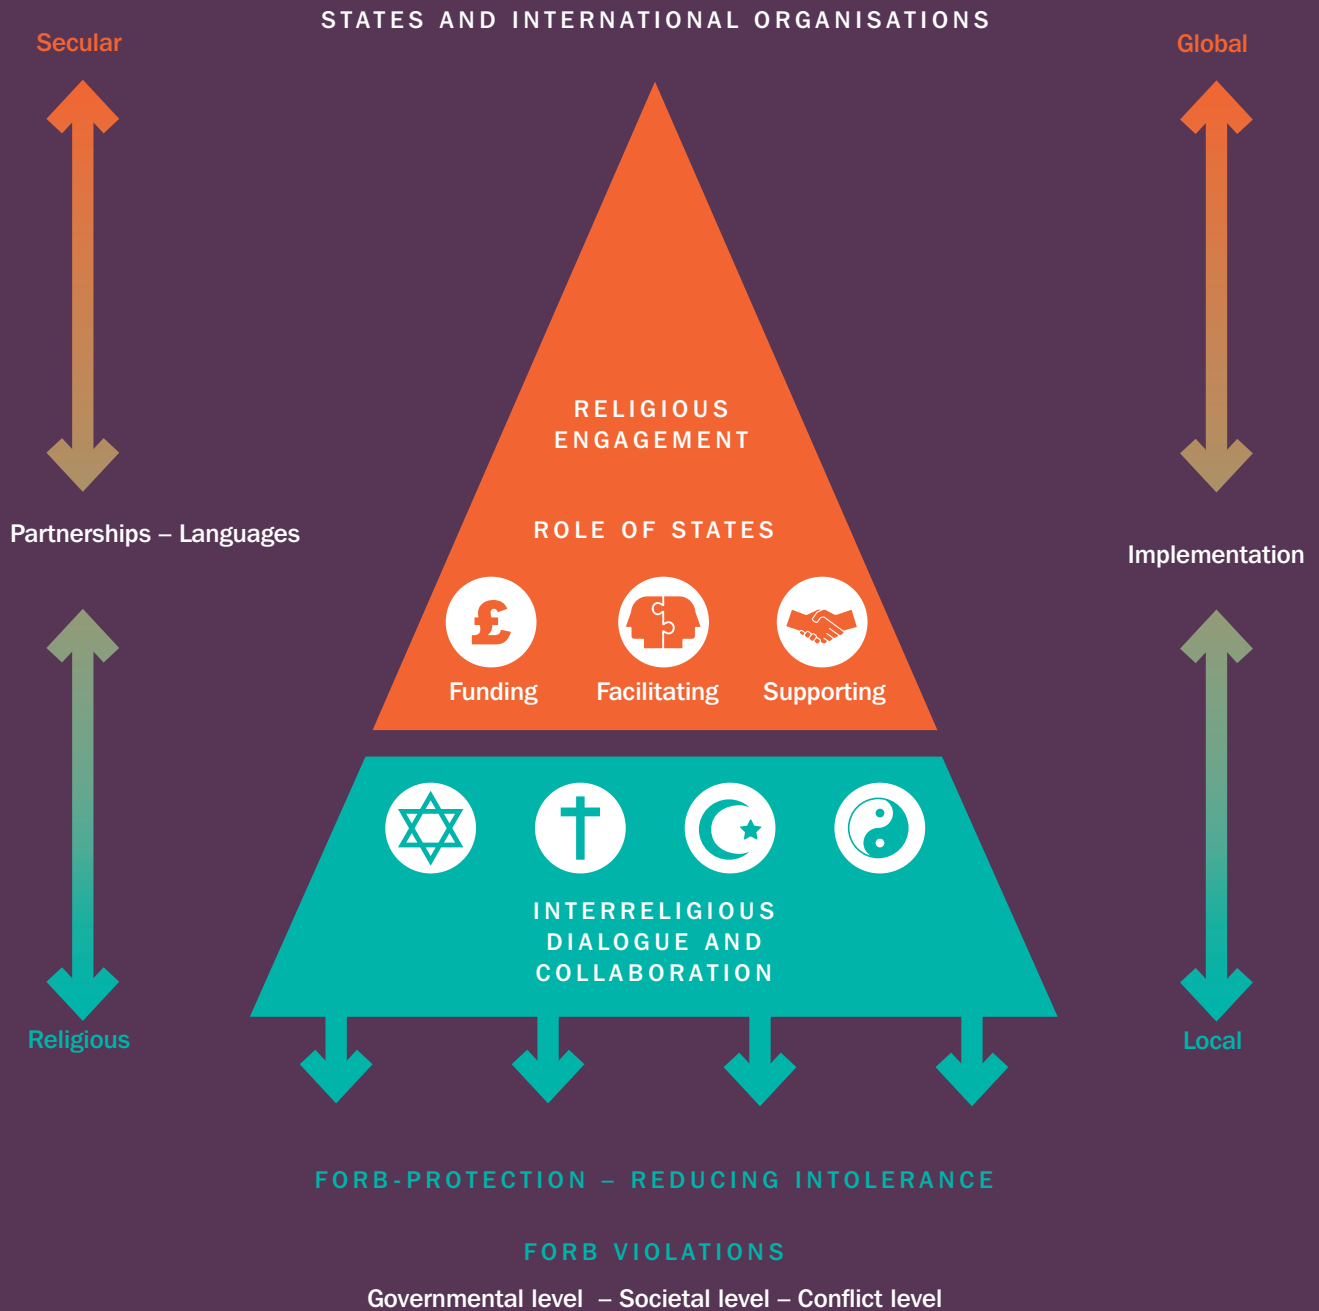 STATES AND INTERNATIONAL ORGANISATIONS
Secular
Global
RELIGIOUS
ENGAGEMENT
Partnerships – Languages
ROLE OF STATES
Implementation
£
Funding
Facilitating
Supporting
INTERRELIGIOUS
DIALOGUE AND
COLLABORATION
Religious
Local
FORB-PROTECTION – REDUCING INTOLERANCE
FORB VIOLATIONS
Governmental level – Societal level – Conflict level